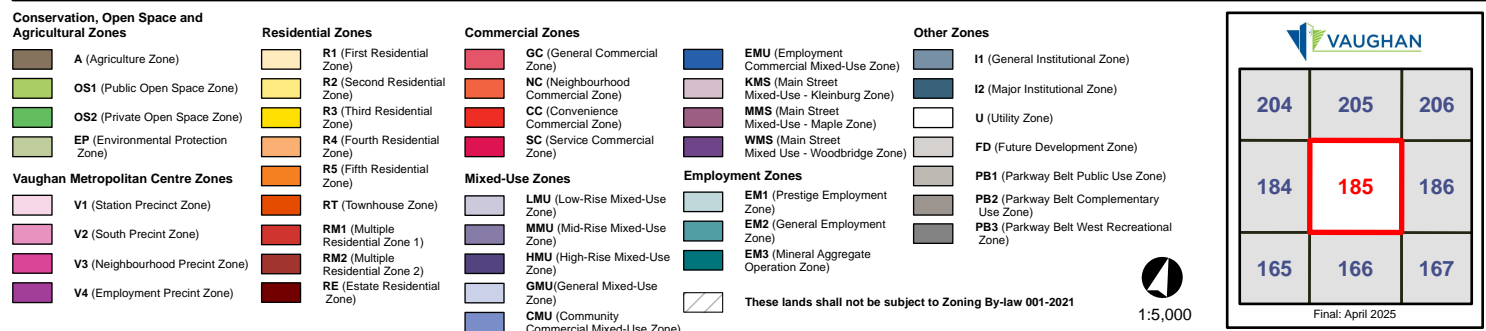 Conservation, Open Space and
Agricultural Zones
A (Agriculture Zone)
OS1 (Public Open Space Zone)
OS2 (Private Open Space Zone)
EP (Environmental Protection
Zone)
Vaughan Metropolitan Centre Zones
V1 (Station Precinct Zone)
V2 (South Precint Zone)
V3 (Neighbourhood Precint Zone)
V4 (Employment Precint Zone)
Residential Zones
R1 (First Residential
Zone)
R2 (Second Residential
Zone)
R3 (Third Residential
Zone)
R4 (Fourth Residential
Zone)
R5 (Fifth Residential
Zone)
RT (Townhouse Zone)
RM1 (Multiple
Residential Zone 1)
RM2 (Multiple
Residential Zone 2)
RE (Estate Residential
Zone)
Commercial Zones
GC (General Commercial
Zone)
NC (Neighbourhood
Commercial Zone)
CC (Convenience
Commercial Zone)
SC (Service Commercial
Zone)
Mixed-Use Zones
LMU (Low-Rise Mixed-Use
Zone)
MMU (Mid-Rise Mixed-Use
Zone)
HMU (High-Rise Mixed-Use
Zone)
GMU(General Mixed-Use
Zone)
CMU (Community
Commercial Mixed-Use Zone)
EMU (Employment
Commercial Mixed-Use Zone)
KMS (Main Street
Mixed-Use - Kleinburg Zone)
MMS (Main Street
Mixed-Use - Maple Zone)
WMS (Main Street
Mixed Use - Woodbridge Zone)
Employment Zones
EM1 (Prestige Employment
Zone)
EM2 (General Employment
Zone)
EM3 (Mineral Aggregate
Operation Zone)
These lands shall not be subject to Zoning By-law 001-2021
Other Zones
I1 (General Institutional Zone)
I2 (Major Institutional Zone)
U (Utility Zone)
FD (Future Development Zone)
PB1 (Parkway Belt Public Use Zone)
PB2 (Parkway Belt Complementary
Use Zone)
PB3 (Parkway Belt West Recreational
Zone)
1:5,000
VAUGHAN
204 205 206
184 185 186
165 166 167
Final: April 2025